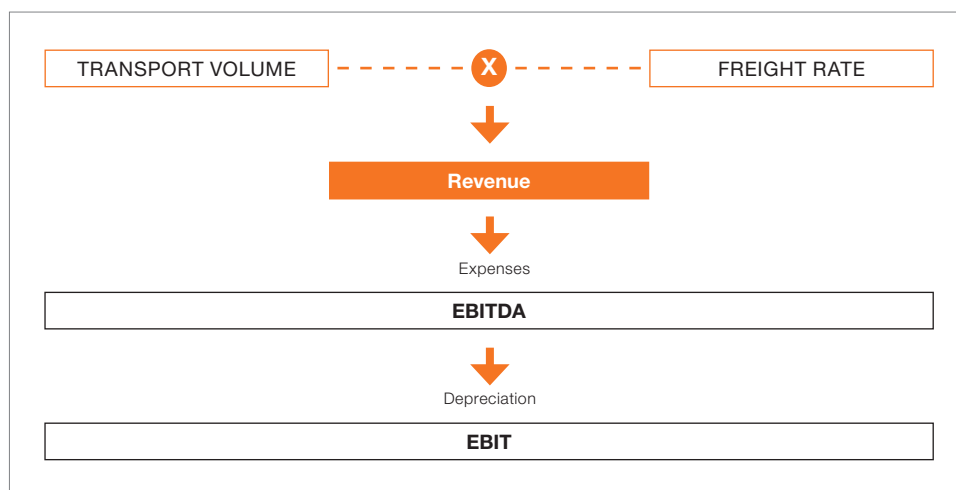 TRANSPORT VOLUME
X
FREIGHT RATE
Revenue
Expenses
EBITDA
Depreciation
EBIT